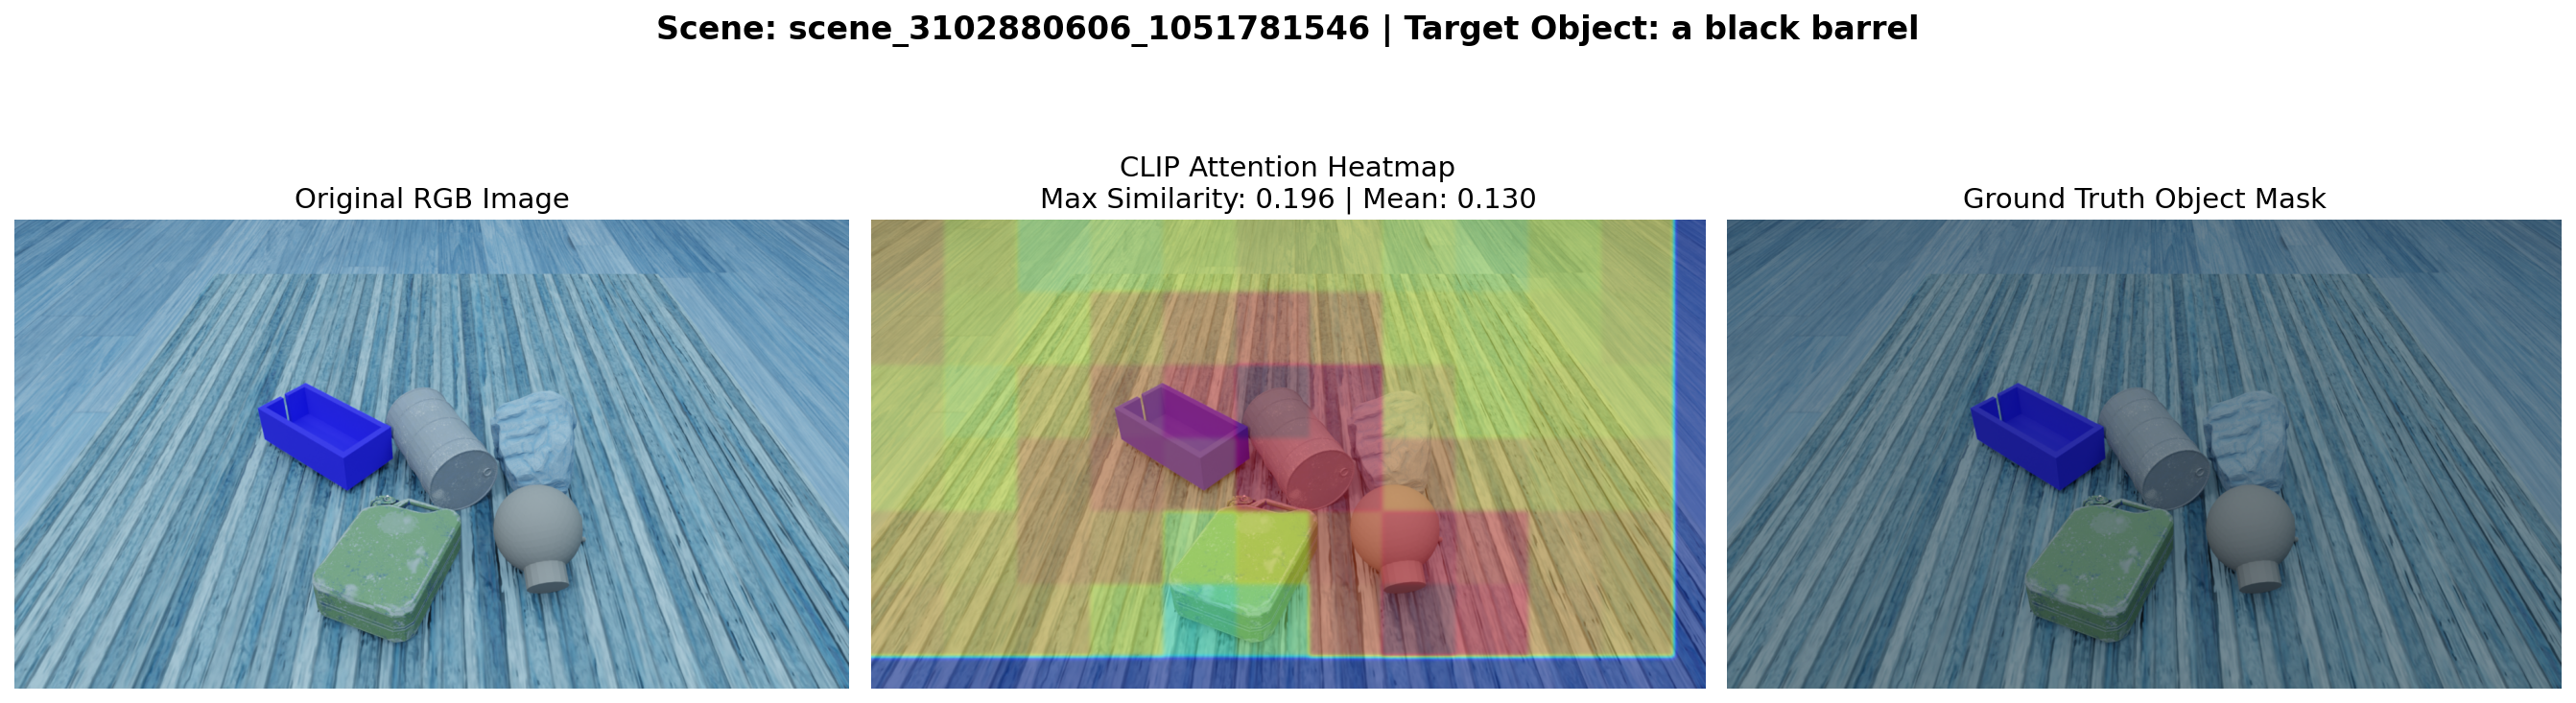 Scene: scene_3102880606_1051781546 | Target Object: a black barrel
Original RGB Image
CLIP Attention Heatmap
Max Similarity: 0.196 | Mean: 0.130
Ground Truth Object Mask